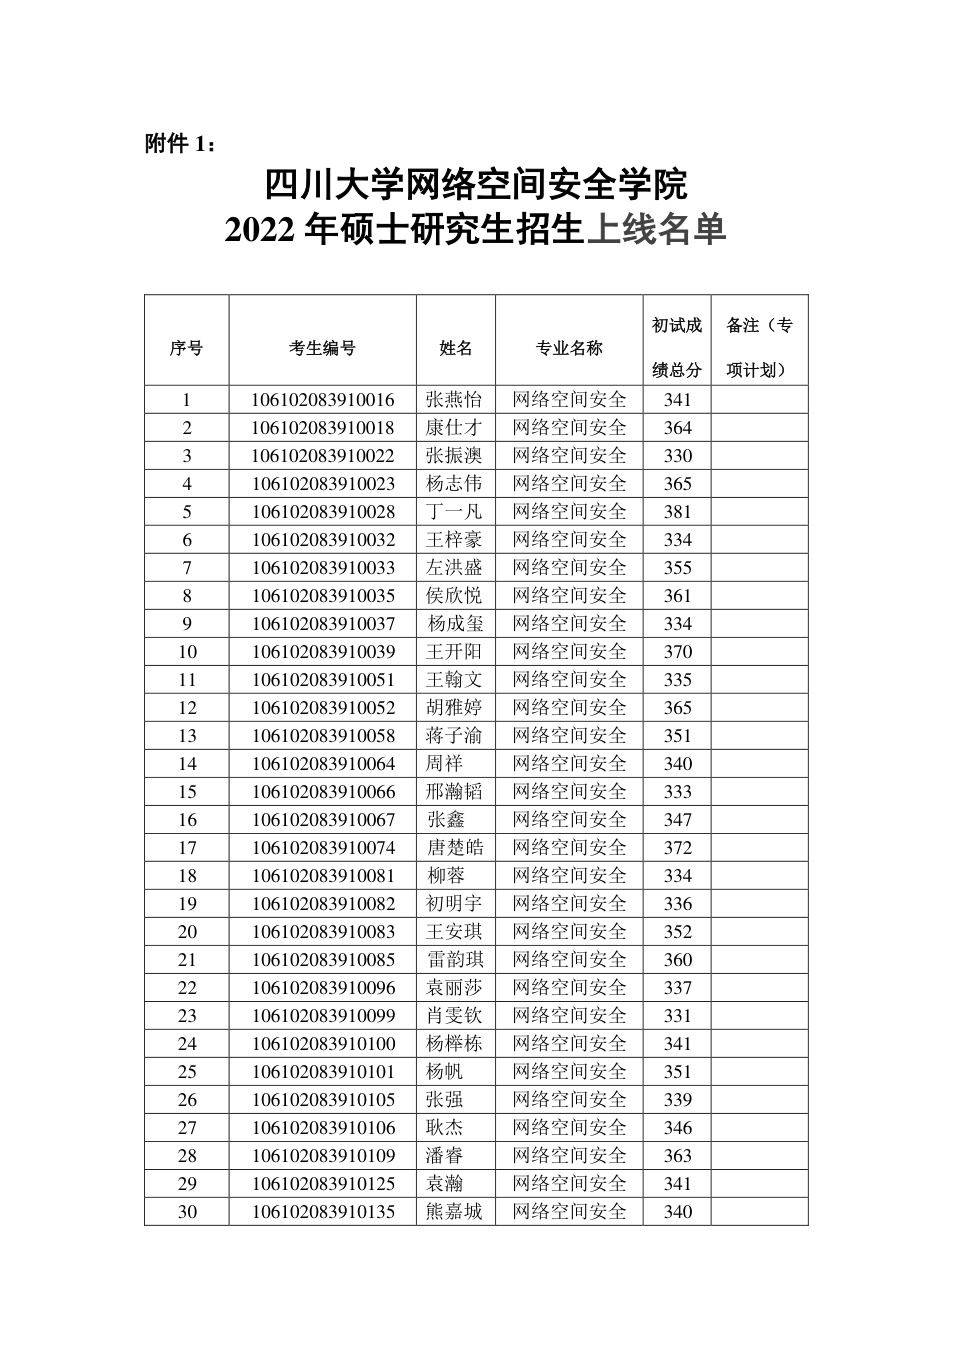 附件 1：
四川大学网络空间安全学院
2022 年硕士研究生招生上线名单
序号 考生编号 姓名 专业名称 初试成绩总分 备注（专项计划）
1 106102083910016 张燕怡 网络空间安全 341
2 106102083910018 康仕才 网络空间安全 364
3 106102083910022 张振澳 网络空间安全 330
4 106102083910023 杨志伟 网络空间安全 365
5 106102083910028 丁一凡 网络空间安全 381
6 106102083910032 王梓豪 网络空间安全 334
7 106102083910033 左洪盛 网络空间安全 355
8 106102083910035 侯欣悦 网络空间安全 361
9 106102083910037 杨成玺 网络空间安全 334
10 106102083910039 王开阳 网络空间安全 370
11 106102083910051 王翰文 网络空间安全 335
12 106102083910052 胡雅婷 网络空间安全 365
13 106102083910058 蒋子渝 网络空间安全 351
14 106102083910064 周祥 网络空间安全 340
15 106102083910066 邢瀚韬 网络空间安全 333
16 106102083910067 张鑫 网络空间安全 347
17 106102083910074 唐楚皓 网络空间安全 372
18 106102083910081 柳蓉 网络空间安全 334
19 106102083910082 初明宇 网络空间安全 336
20 106102083910083 王安琪 网络空间安全 352
21 106102083910085 雷韵琪 网络空间安全 360
22 106102083910096 袁丽莎 网络空间安全 337
23 106102083910099 肖雯钦 网络空间安全 331
24 106102083910100 杨榉栋 网络空间安全 341
25 106102083910101 杨帆 网络空间安全 351
26 106102083910105 张强 网络空间安全 339
27 106102083910106 耿杰 网络空间安全 346
28 106102083910109 潘睿 网络空间安全 363
29 106102083910125 袁瀚 网络空间安全 341
30 106102083910135 熊嘉城 网络空间安全 340